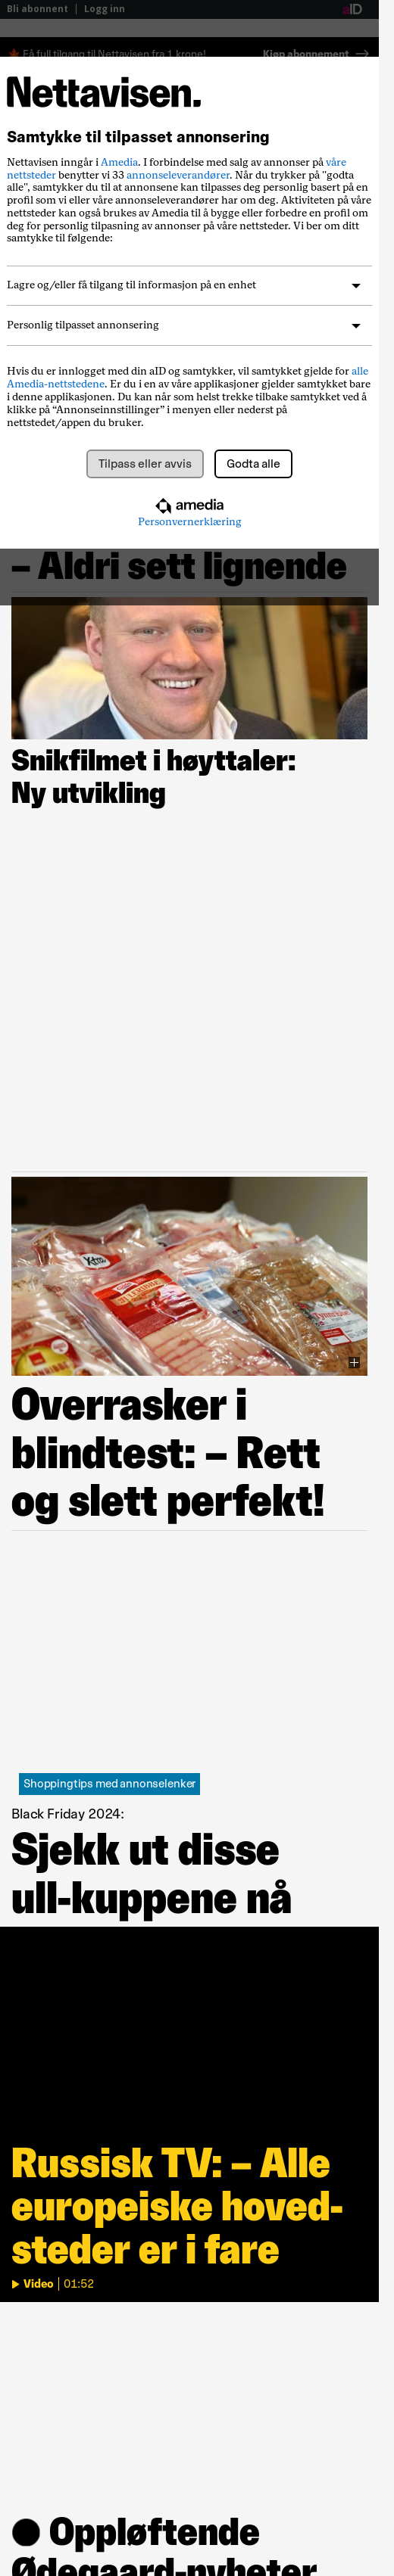 Bli abonnent | Logg inn
aID
🍁 Få full tilgang til Nettavisen fra 1 krone!
Kjøp abonnement →
Nettavisen.
Samtykke til tilpasset annonsering
Nettavisen inngår i Amedia. I forbindelse med salg av annonser på våre
nettsteder benytter vi 33 annonseleverandører. Når du trykker på "godta
alle", samtykker du til at annonsene kan tilpasses deg personlig basert på en
profil som vi eller våre annonseleverandører har om deg. Aktiviteten på våre
nettsteder kan også brukes av Amedia til å bygge eller forbedre en profil om
deg for personlig tilpasning av annonser på våre nettsteder. Vi ber om ditt
samtykke til følgende:
Lagre og/eller få tilgang til informasjon på en enhet
Personlig tilpasset annonsering
Hvis du er innlogget med din aID og samtykker, vil samtykket gjelde for alle
Amedia-nettstedene. Er du i en av våre applikasjoner gjelder samtykket bare
i denne applikasjonen. Du kan når som helst trekke tilbake samtykket ved å
klikke på “Annonseinnstillinger” i menyen eller nederst på
nettstedet/appen du bruker.
Tilpass eller avvis
Godta alle
amedia
Personvernerklæring
– Aldri sett lignende
Snikfilmet i høyttaler:
Ny utvikling
Overrasker i
blindtest: – Rett
og slett perfekt!
Shoppingtips med annonselenker
Black Friday 2024:
Sjekk ut disse
ull-kuppene nå
Russisk TV: – Alle
europeiske hoved-
steder er i fare
Video | 01:52
● Oppløftende
Ødegaard-nyheter